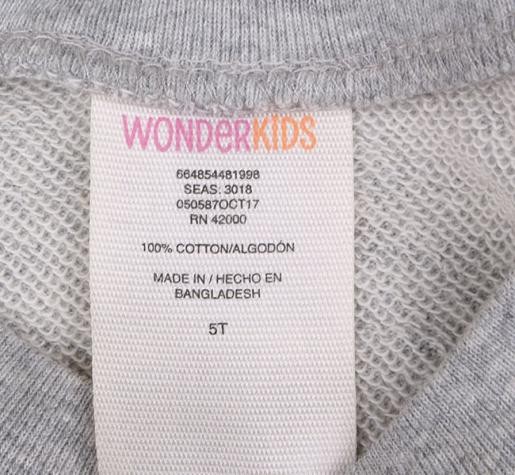 WONDERKIDS
664854481998
SEAS: 3018
050587OCT17
RN 42000
100% COTTON/ALGODÓN
MADE IN / HECHO EN
BANGLADESH
5T